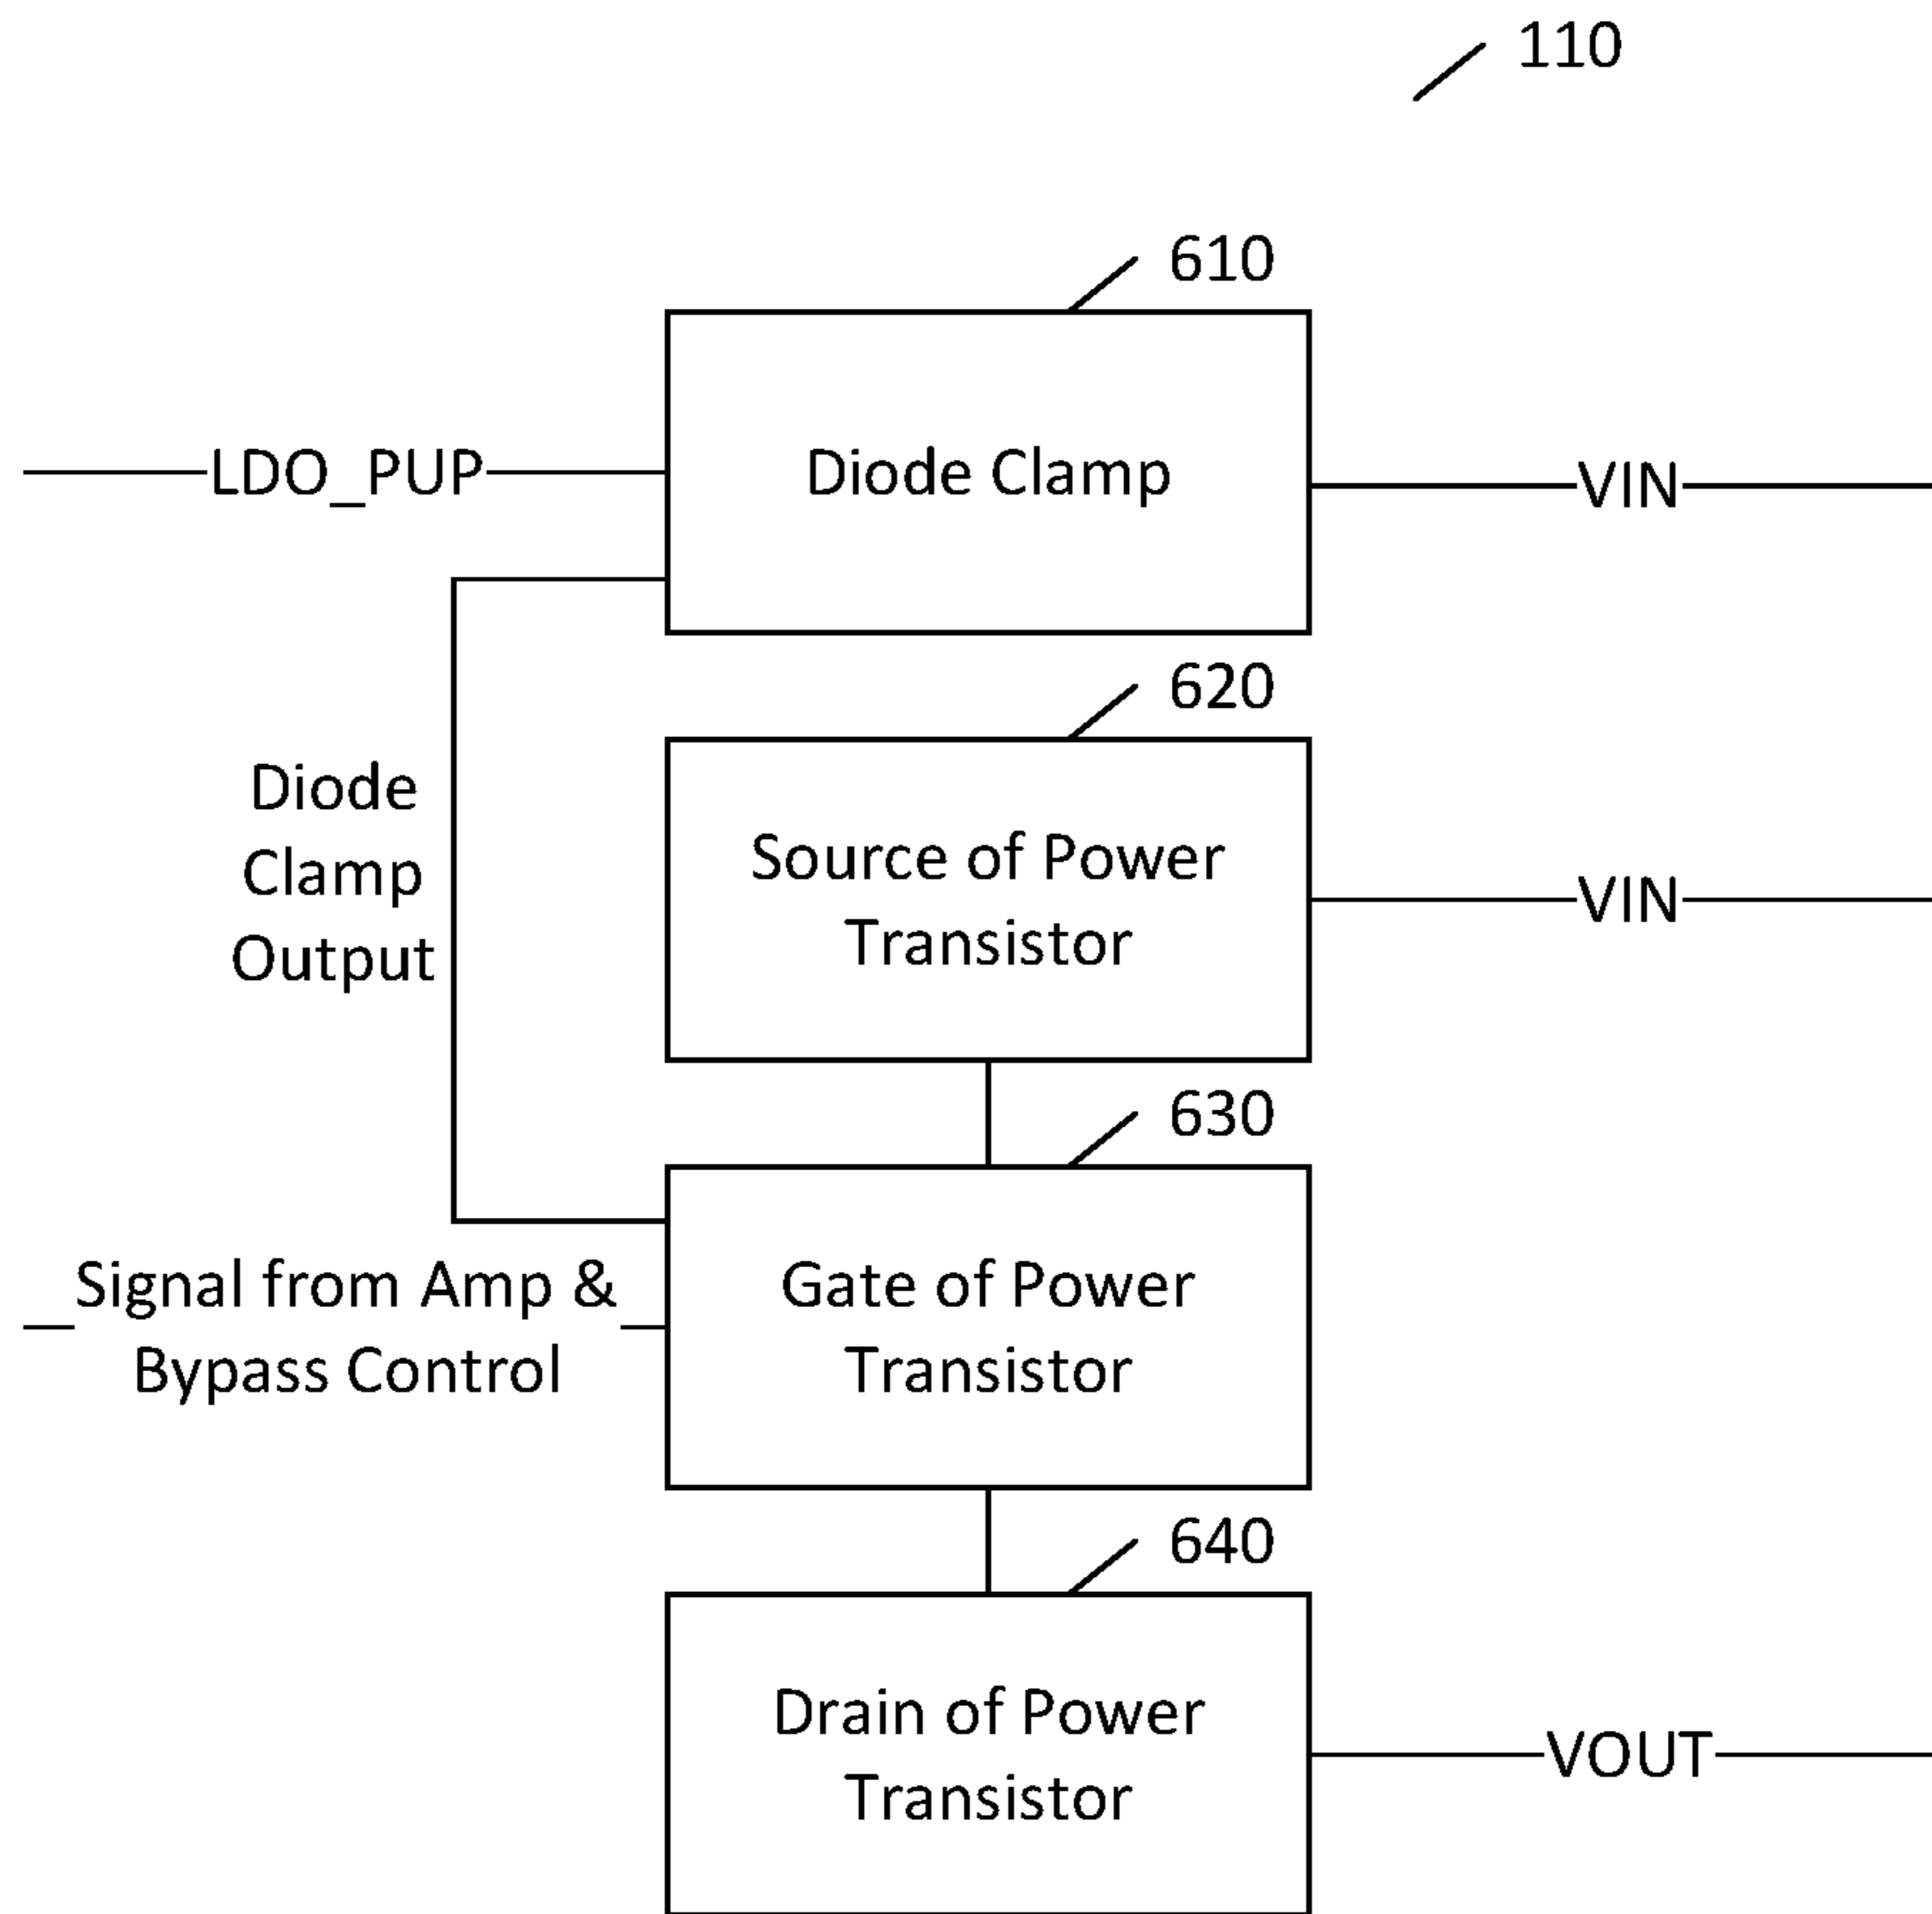 110
610
LDO_PUP
Diode Clamp
VIN
620
Diode
Clamp
Output
Source of Power
Transistor
VIN
630
Signal from Amp &
Bypass Control
Gate of Power
Transistor
640
Drain of Power
Transistor
VOUT